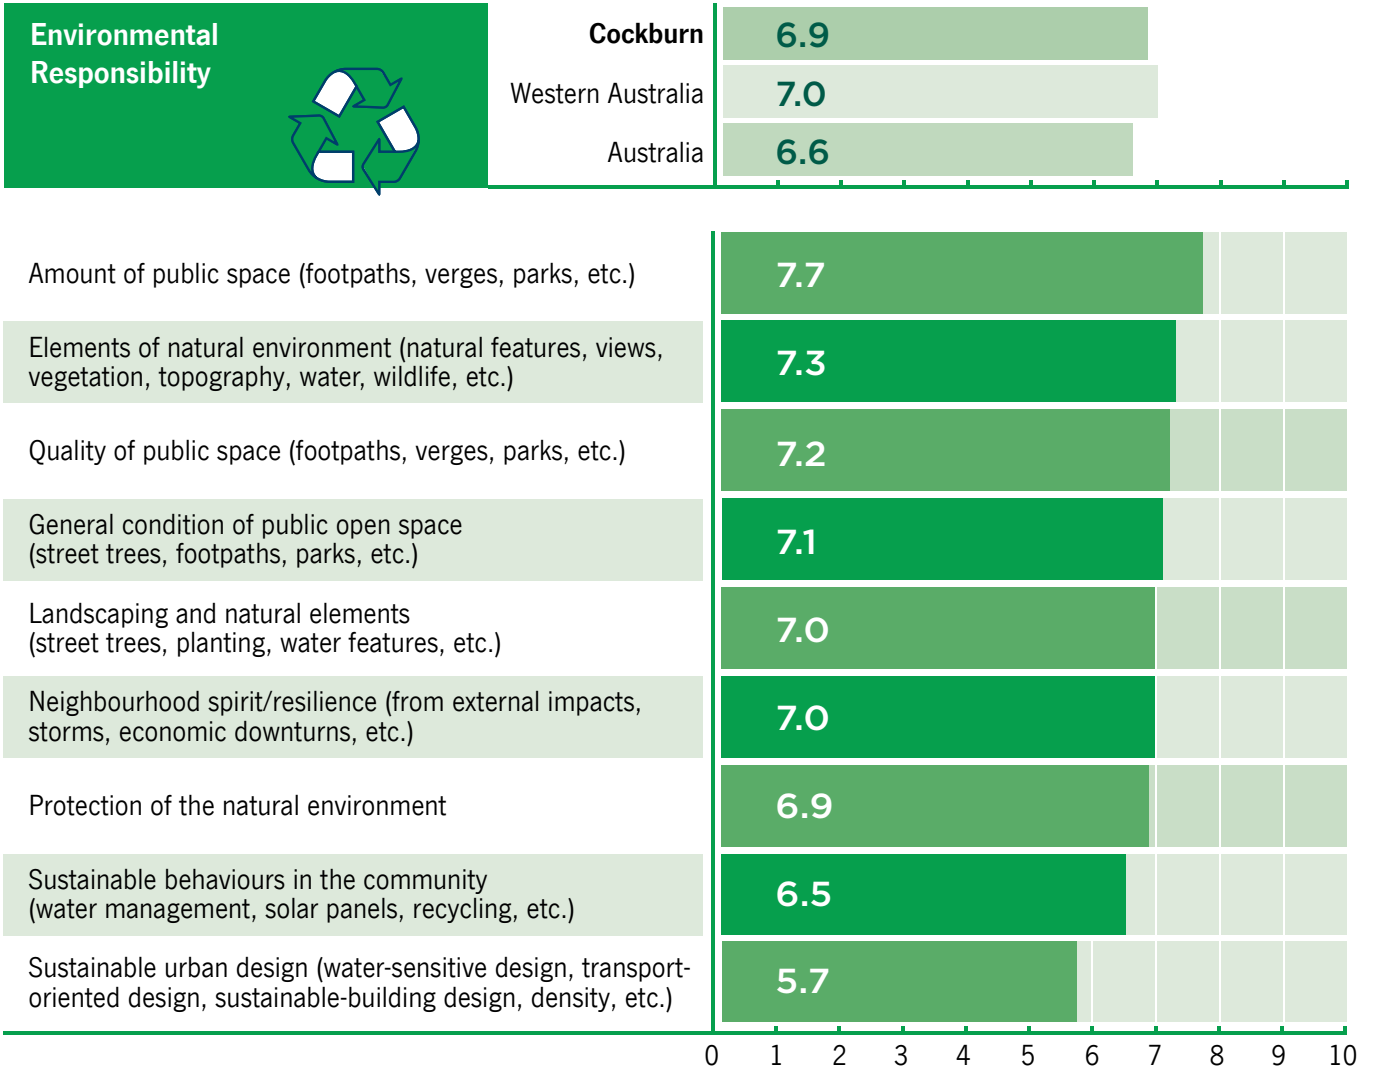 Environmental
Responsibility
Cockburn 6.9
Western Australia 7.0
Australia 6.6
Amount of public space (footpaths, verges, parks, etc.) 7.7
Elements of natural environment (natural features, views,
vegetation, topography, water, wildlife, etc.) 7.3
Quality of public space (footpaths, verges, parks, etc.) 7.2
General condition of public open space
(street trees, footpaths, parks, etc.) 7.1
Landscaping and natural elements
(street trees, planting, water features, etc.) 7.0
Neighbourhood spirit/resilience (from external impacts,
storms, economic downturns, etc.) 7.0
Protection of the natural environment 6.9
Sustainable behaviours in the community
(water management, solar panels, recycling, etc.) 6.5
Sustainable urban design (water-sensitive design, transport-
oriented design, sustainable-building design, density, etc.) 5.7
0 1 2 3 4 5 6 7 8 9 10